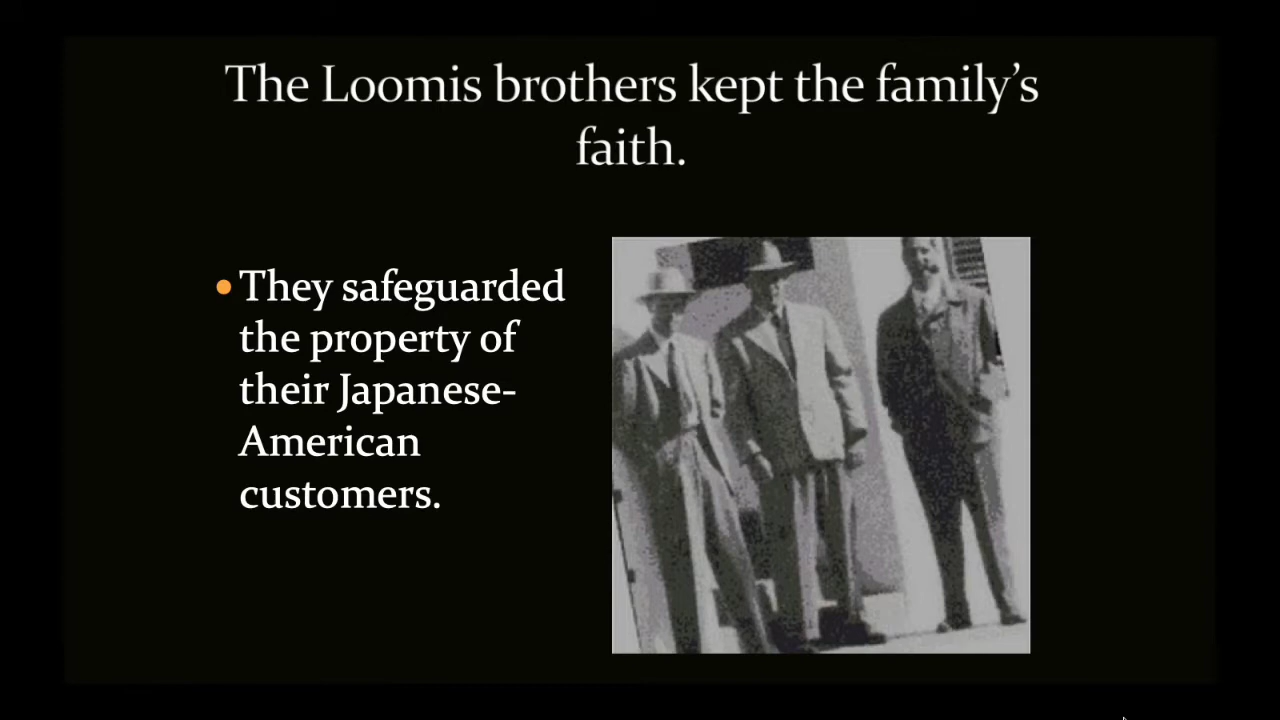 The Loomis brothers kept the family’s
faith.
•They safeguarded
the property of
their Japanese-
American
customers.